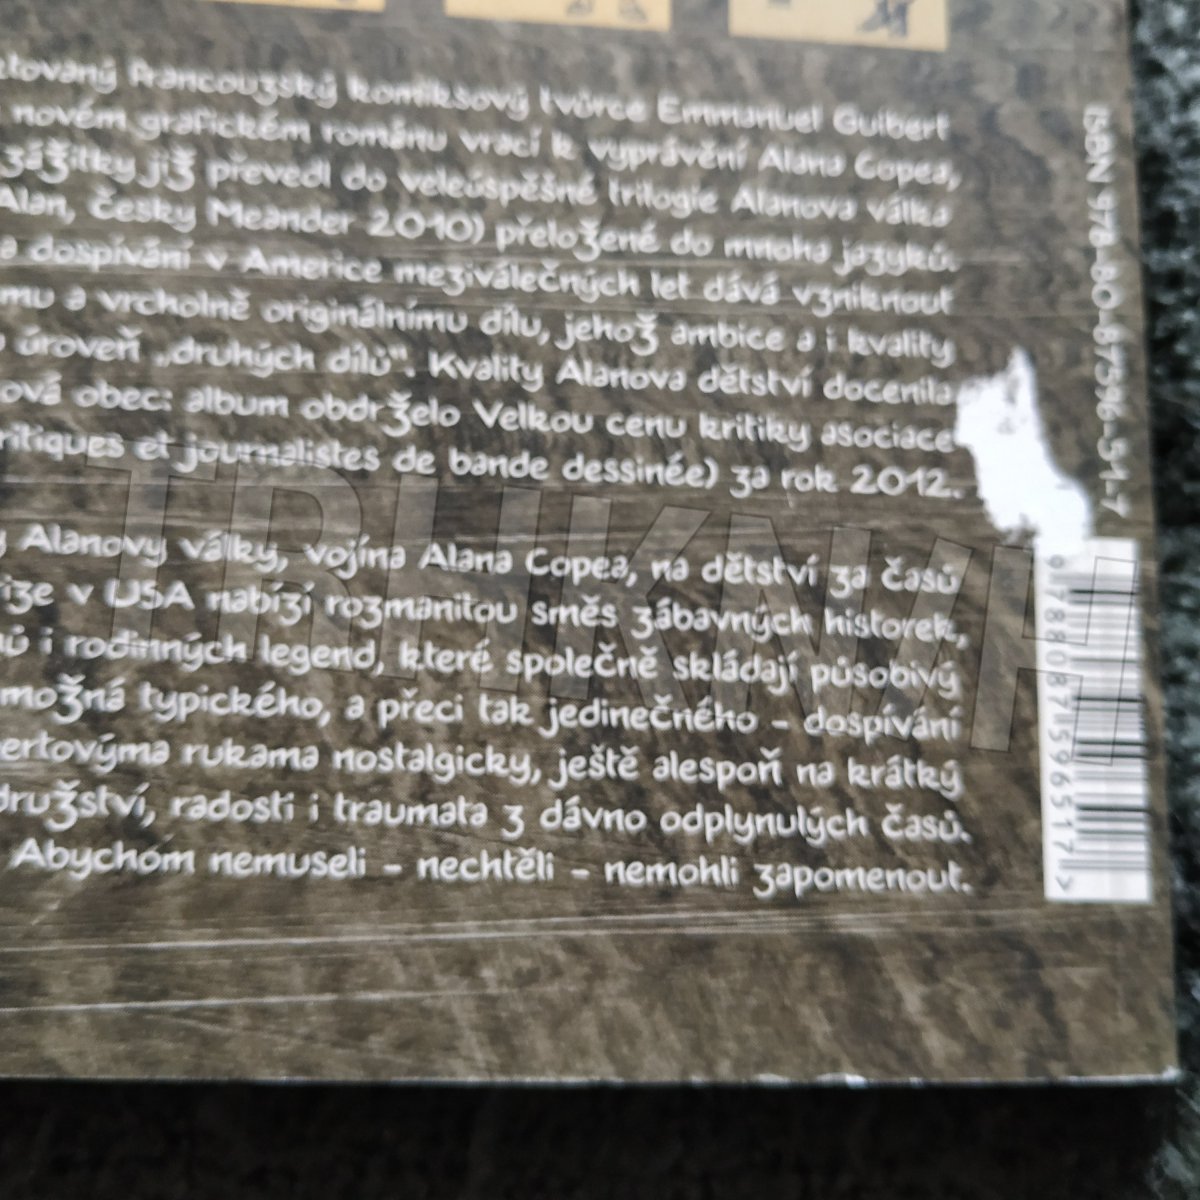 etovaný francouzský komiksový tvůrce Emmanuel Guibert
novém grafickém románu vrací k vyprávění Alana Copea,
zážitky již převedl do veleúspěšné trilogie Alanova válka
Alan, česky Meander 2010) přeložené do mnoha jazyků.
a dospívání v Americe meziválečných let dává vzniknout
mu a vrcholně originálnímu dílu, jehož ambice a i kvality
úroveň „druhých dílů“. Kvality Alanova dětství docenila
ová obec: album obdrželo Velkou cenu kritiky asociace
ritiques et journalistes de bande dessinée) za rok 2012.
y Alanovy války, vojína Alana Copea, na dětství za časů
ize v USA nabízí rozmanitou směs zábavných historek,
ů i rodinných legend, které společně skládají působivý
možná typického, a přeci tak jedinečného – dospívání
ertovýma rukama nostalgicky, ještě alespoň na krátký
družství, radosti i traumata z dávno odplynulých časů.
Abychom nemuseli – nechtěli – nemohli zapomenout.
ISBN 978-80-87596-51-7
9788087596517>
TRHKNIH